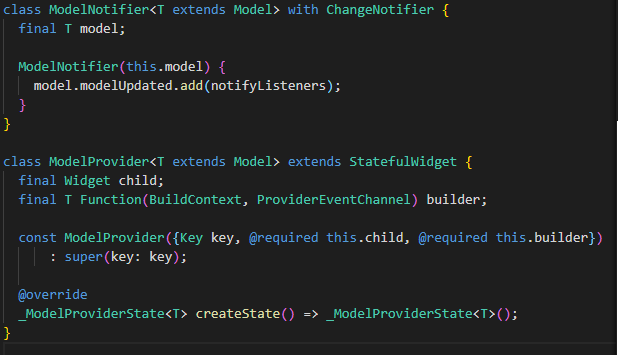 class ModelNotifier<T extends Model> with ChangeNotifier {
  final T model;

  ModelNotifier(this.model) {
    model.modelUpdated.add(notifyListeners);
  }
}

class ModelProvider<T extends Model> extends StatefulWidget {
  final Widget child;
  final T Function(BuildContext, ProviderEventChannel) builder;

  const ModelProvider({Key key, @required this.child, @required this.builder})
      : super(key: key);

  @override
  _ModelProviderState<T> createState() => _ModelProviderState<T>();
}